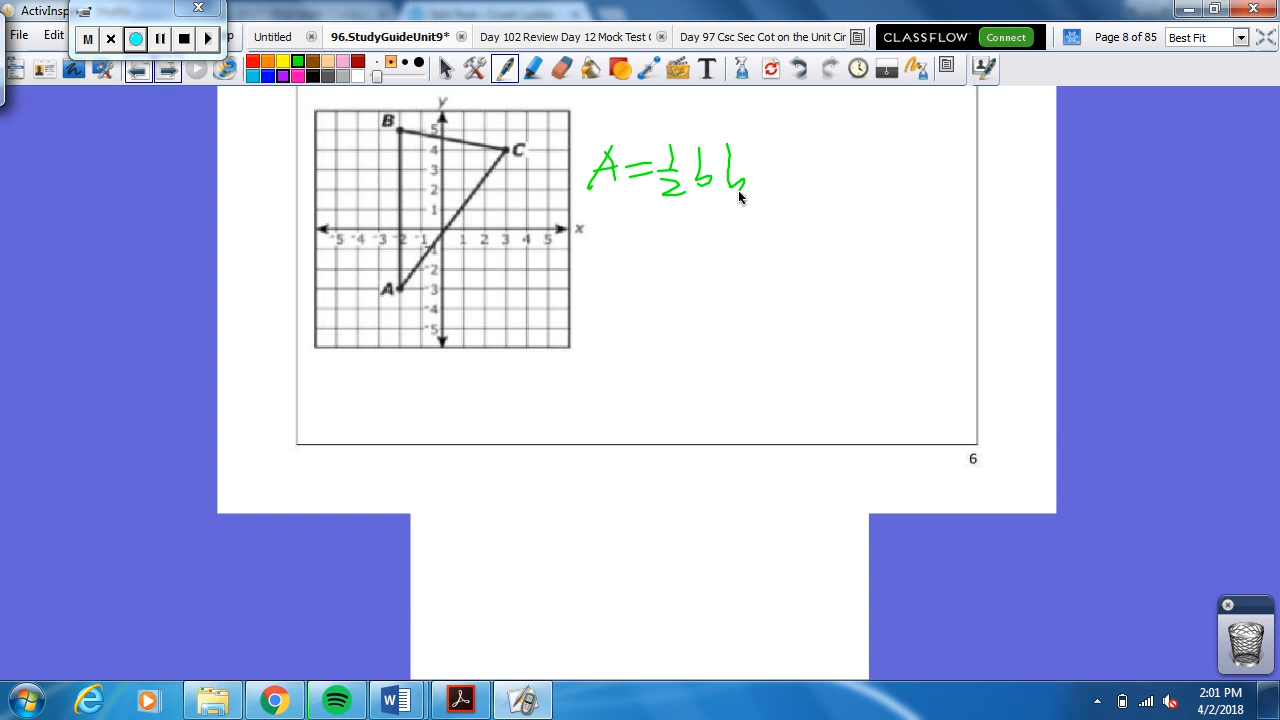 ActivInsp
File Edit
M
Untitled 96.StudyGuideUnit9* Day 102 Review Day 12 Mock Test ( Day 97 Csc Sec Cot on the Unit Cir CLASSFLOW Connect Page 8 of 85 Best Fit
T
y
B
5
C
4
3
2
1
x
-5 -4 -3 -2 -1 1 2 3 4 5
-1
-2
A -3
-4
-5
A = 1/2 b h
6
2:01 PM
4/2/2018